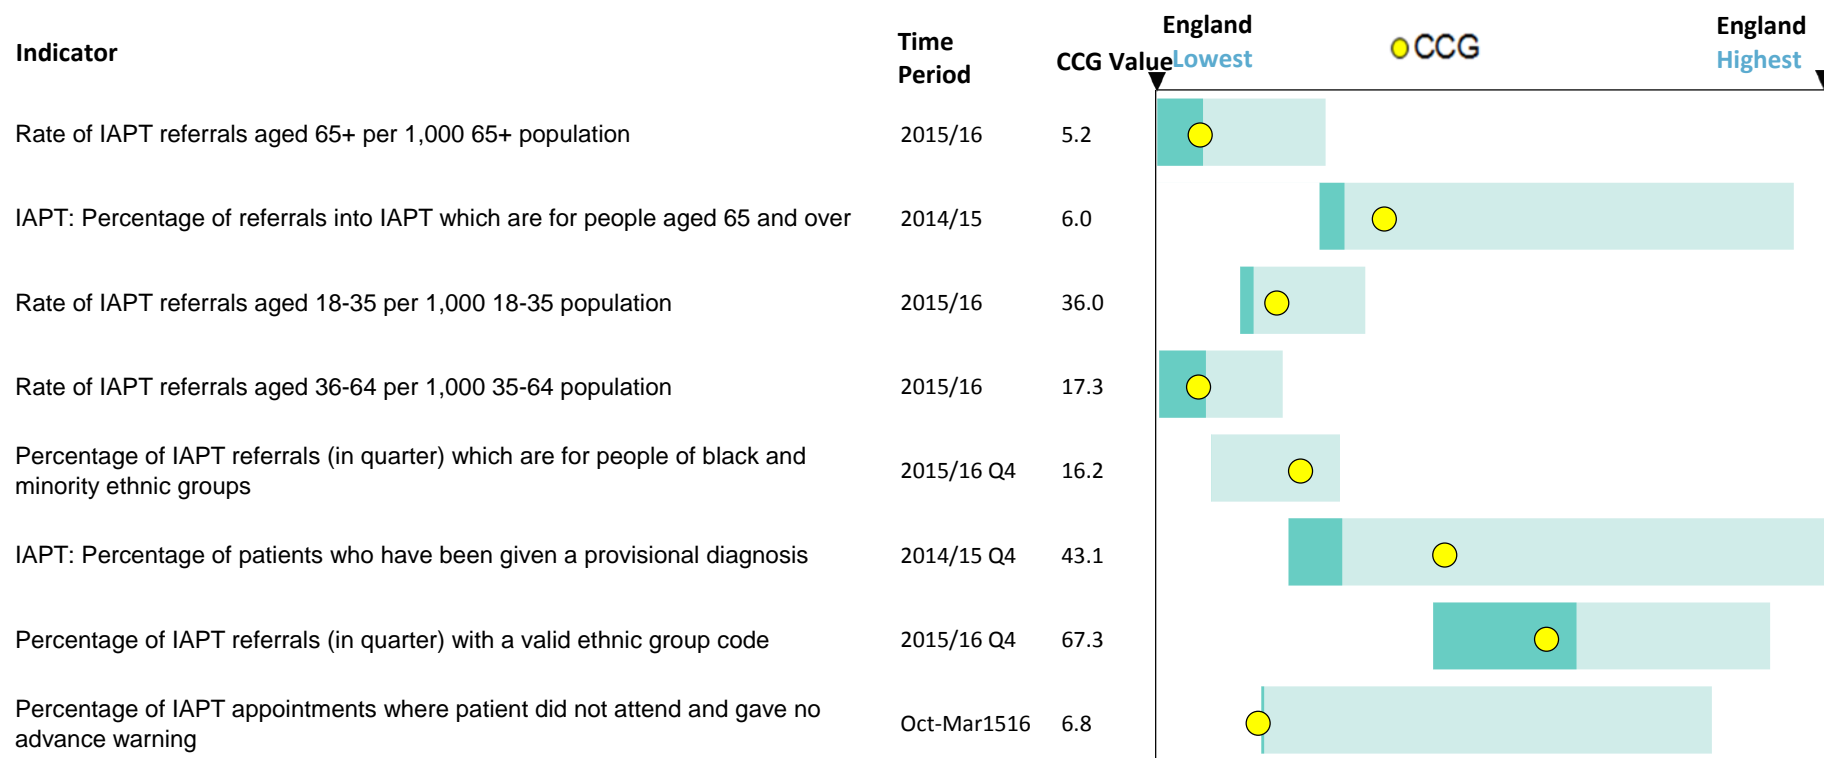 Indicator
Time
Period
CCG Value
England
Lowest
CCG
England
Highest
Rate of IAPT referrals aged 65+ per 1,000 65+ population 2015/16 5.2
IAPT: Percentage of referrals into IAPT which are for people aged 65 and over 2014/15 6.0
Rate of IAPT referrals aged 18-35 per 1,000 18-35 population 2015/16 36.0
Rate of IAPT referrals aged 36-64 per 1,000 35-64 population 2015/16 17.3
Percentage of IAPT referrals (in quarter) which are for people of black and
minority ethnic groups
2015/16 Q4 16.2
IAPT: Percentage of patients who have been given a provisional diagnosis 2014/15 Q4 43.1
Percentage of IAPT referrals (in quarter) with a valid ethnic group code 2015/16 Q4 67.3
Percentage of IAPT appointments where patient did not attend and gave no
advance warning
Oct-Mar1516 6.8